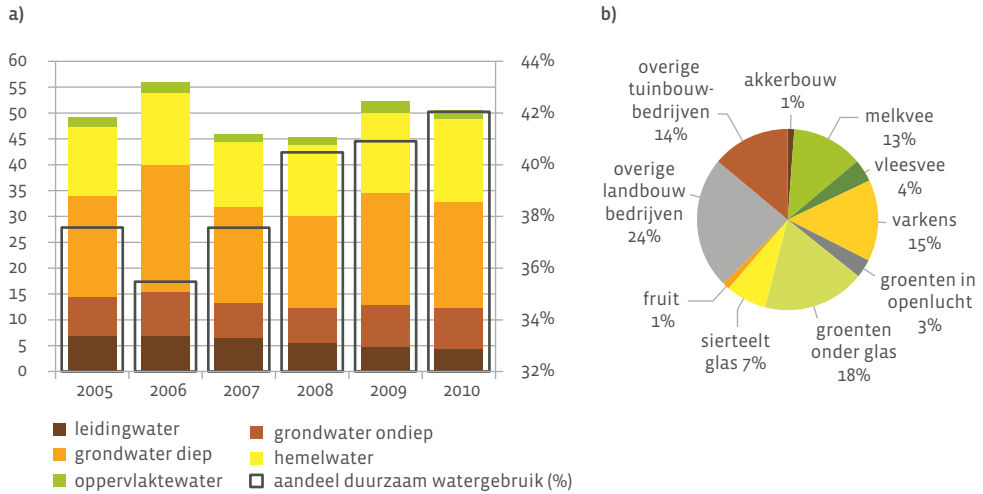 a)
60
55
50
45
40
35
30
25
20
15
10
5
0
44%
42%
40%
38%
36%
34%
32%
2005
2006
2007
2008
2009
2010
leidingwater
grondwater ondiep
grondwater diep
hemelwater
oppervlaktewater
aandeel duurzaam watergebruik (%)
b)
akkerbouw
1%
melkvee
13%
vleesvee
4%
varkens
15%
groenten in
openlucht
3%
groenten
onder glas
18%
sierteelt
glas 7%
fruit
1%
overige
landbouw
bedrijven
24%
overige
tuinbouw-
bedrijven
14%